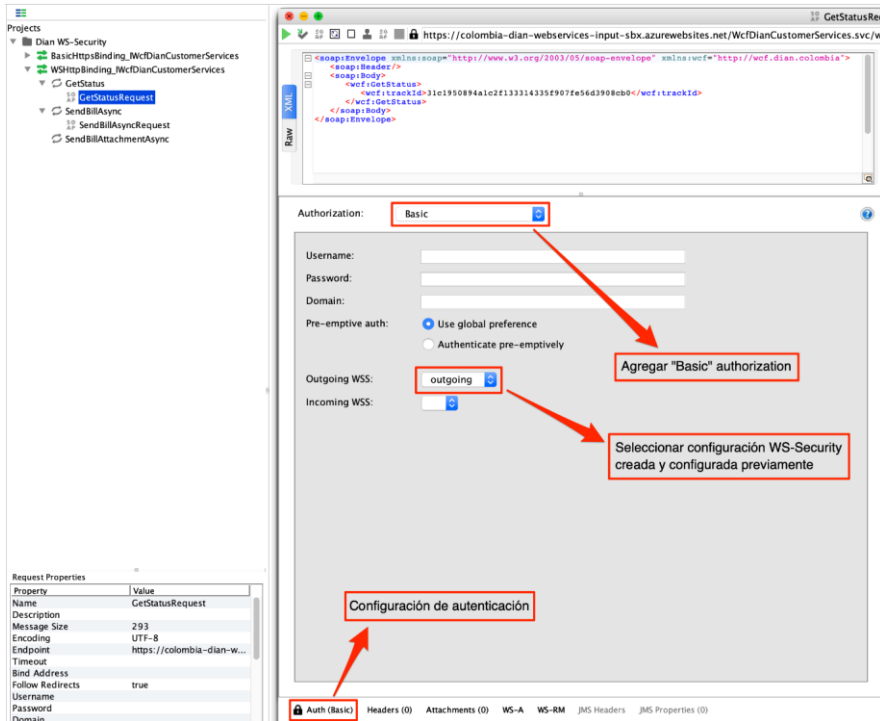 Projects
Dian WS-Security
BasicHttpsBinding_IWcfDianCustomerServices
WSHttpBinding_IWcfDianCustomerServices
GetStatus
GetStatusRequest
SendBillAsync
SendBillAsyncRequest
SendBillAttachmentAsync
Request Properties
Property Value
Name GetStatusRequest
Description
Message Size 293
Encoding UTF-8
Endpoint https://colombia-dian-w...
Timeout
Bind Address
Follow Redirects true
Username
Password
Domain
GetStatusRe
https://colombia-dian-webservices-input-sbx.azurewebsites.net/WcfDianCustomerServices.svc/w
XML
Raw
<soap:Envelope xmlns:soap="http://www.w3.org/2003/05/soap-envelope" xmlns:wcf="http://wcf.dian.colombia">
<soap:Header/>
<soap:Body>
<wcf:GetStatus>
<wcf:trackId>31c1950894a1c2f133314335f907fe56d3908cb0</wcf:trackId>
</wcf:GetStatus>
</soap:Body>
</soap:Envelope>
Authorization: Basic
Username:
Password:
Domain:
Pre-emptive auth: Use global preference
Authenticate pre-emptively
Outgoing WSS: outgoing
Incoming WSS:
Agregar "Basic" authorization
Seleccionar configuración WS-Security
creada y configurada previamente
Configuración de autenticación
Auth (Basic) Headers (0) Attachments (0) WS-A WS-RM JMS Headers JMS Properties (0)